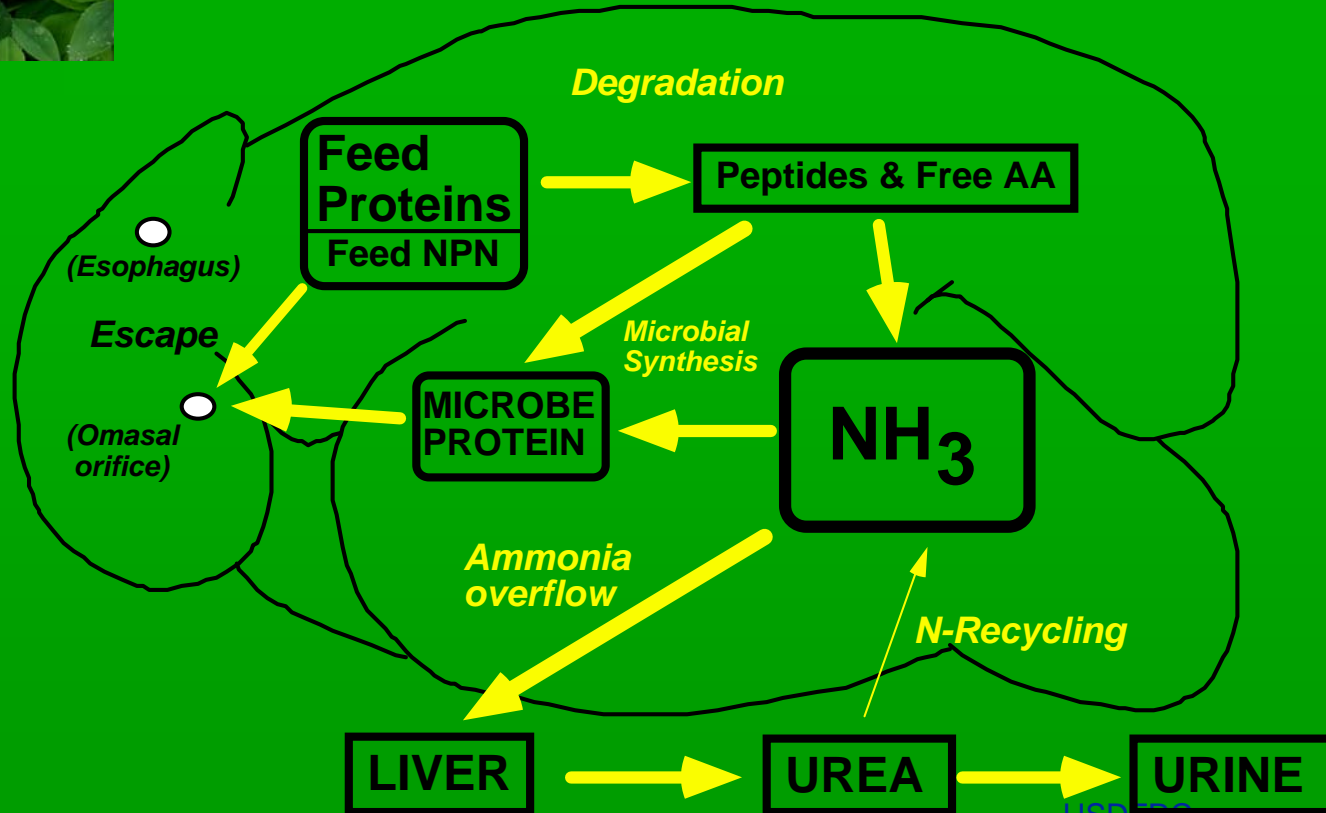 Degradation
Feed
Proteins
Feed NPN
Peptides & Free AA
(Esophagus)
Escape
Microbial
Synthesis
MICROBE
PROTEIN
NH3
(Omasal
orifice)
Ammonia
overflow
N-Recycling
LIVER
UREA
URINE